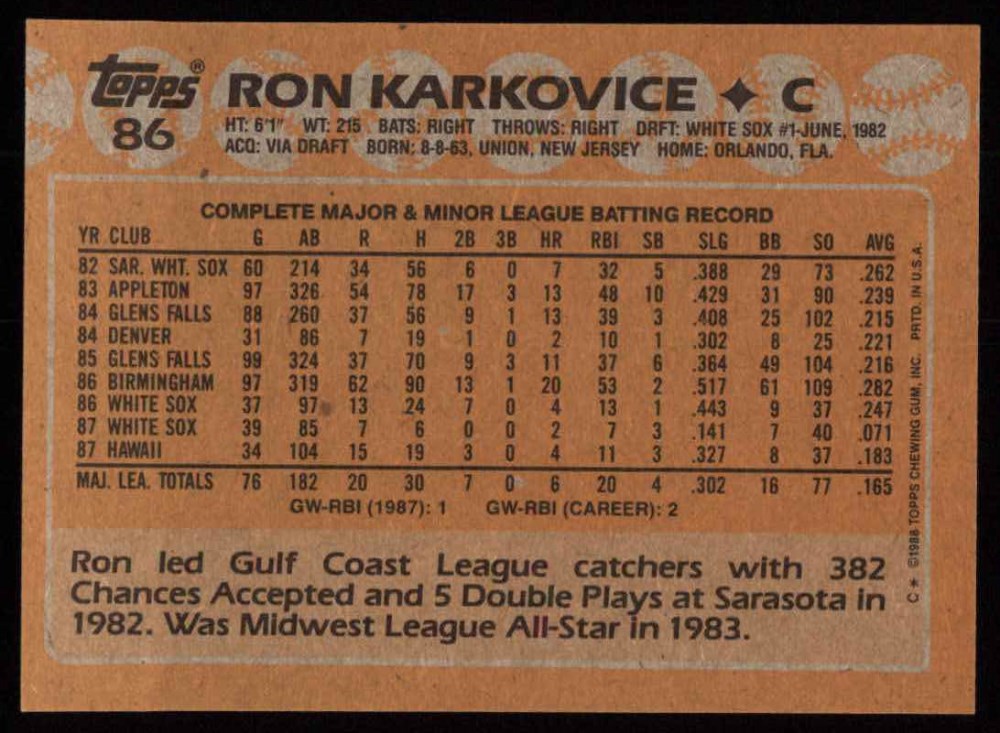 Topps® RON KARKOVICE ✦ C
86 HT: 6'1" WT: 215 BATS: RIGHT THROWS: RIGHT DRFT: WHITE SOX #1-JUNE, 1982
ACQ: VIA DRAFT BORN: 8-8-63, UNION, NEW JERSEY HOME: ORLANDO, FLA.
COMPLETE MAJOR & MINOR LEAGUE BATTING RECORD
YR CLUB G AB R H 2B 3B HR RBI SB SLG BB SO AVG
82 SAR. WHT. SOX 60 214 34 56 6 0 7 32 5 .388 29 73 .262
83 APPLETON 97 326 54 78 17 3 13 48 10 .429 31 90 .239
84 GLENS FALLS 88 260 37 56 9 1 13 39 3 .408 25 102 .215
84 DENVER 31 86 7 19 1 0 2 10 1 .302 8 25 .221
85 GLENS FALLS 99 324 37 70 9 3 11 37 6 .364 49 104 .216
86 BIRMINGHAM 97 319 62 90 13 1 20 53 2 .517 61 109 .282
86 WHITE SOX 37 97 13 24 7 0 4 13 1 .443 9 37 .247
87 WHITE SOX 39 85 7 6 0 0 2 7 3 .141 7 40 .071
87 HAWAII 34 104 15 19 3 0 4 11 3 .327 8 37 .183
MAJ. LEA. TOTALS 76 182 20 30 7 0 6 20 4 .302 16 77 .165
GW-RBI (1987): 1 GW-RBI (CAREER): 2
Ron led Gulf Coast League catchers with 382
Chances Accepted and 5 Double Plays at Sarasota in
1982. Was Midwest League All-Star in 1983.
C * ©1988 TOPPS CHEWING GUM, INC. PRTD. IN U.S.A.